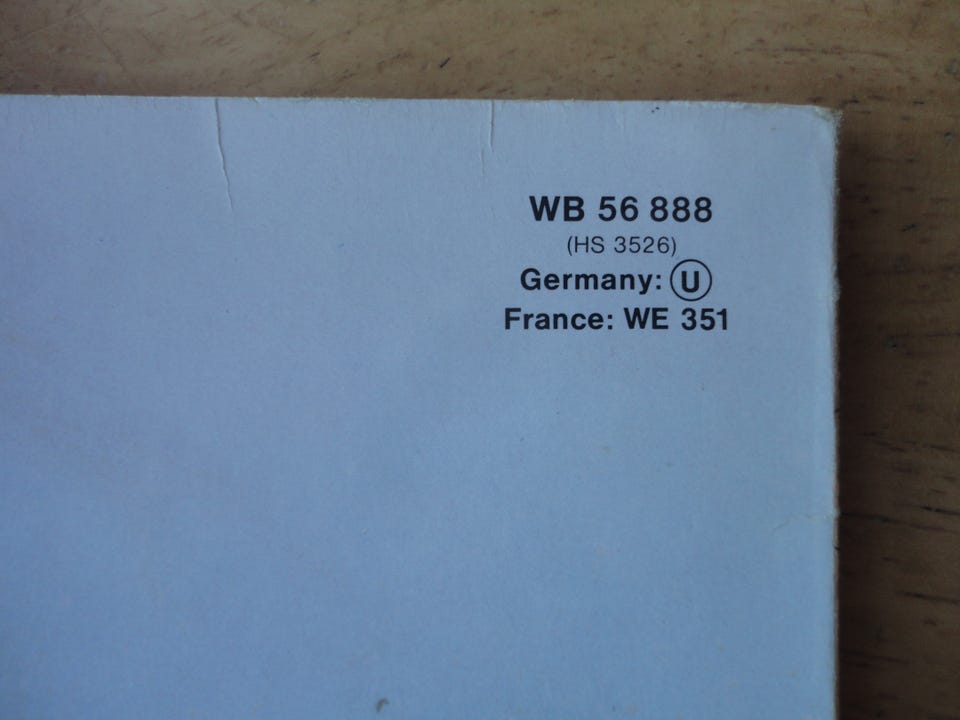 WB 56 888
(HS 3526)
Germany: Ⓤ
France: WE 351